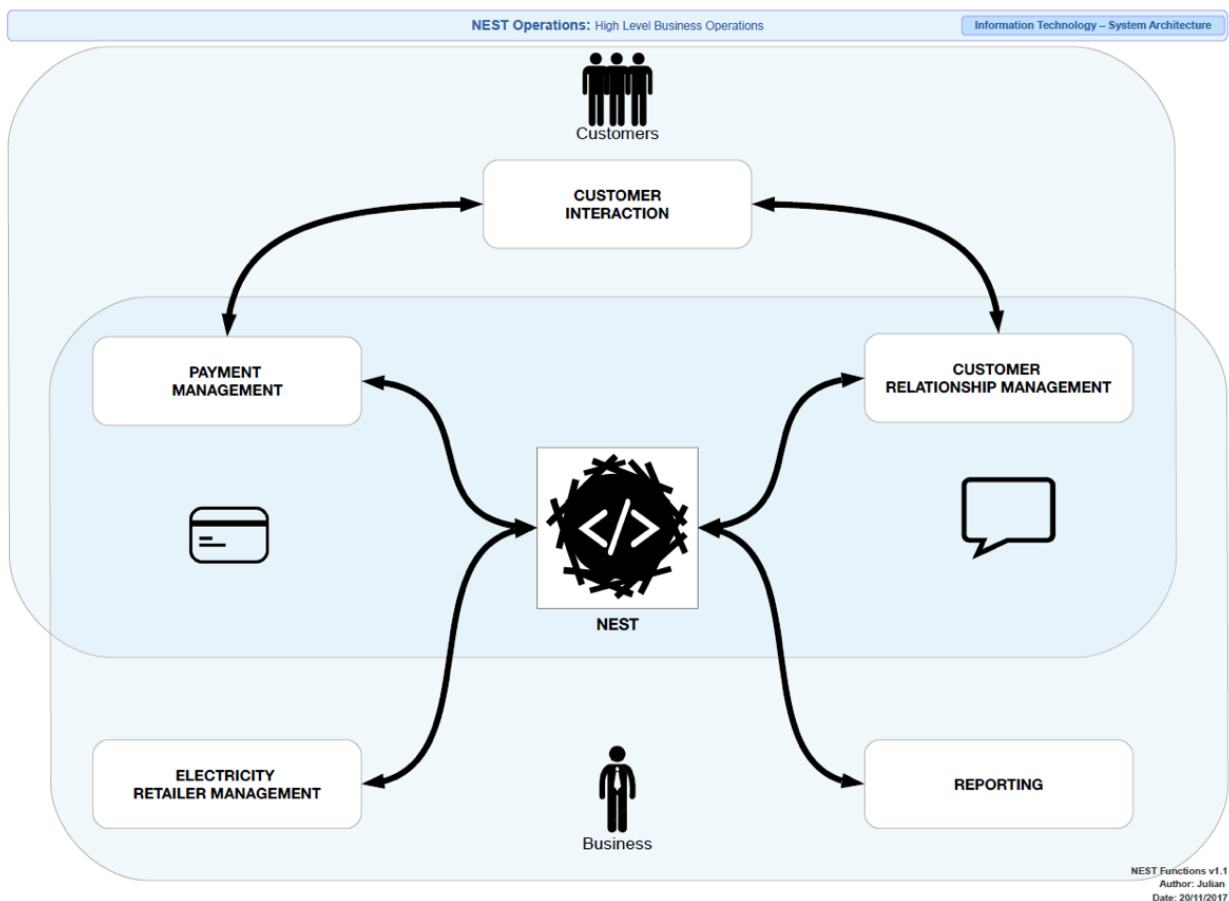 NEST Operations: High Level Business Operations
Information Technology – System Architecture
Customers
CUSTOMER
INTERACTION
PAYMENT
MANAGEMENT
CUSTOMER
RELATIONSHIP MANAGEMENT
</>
NEST
ELECTRICITY
RETAILER MANAGEMENT
REPORTING
Business
NEST Functions v1.1
Author: Julian
Date: 20/11/2017